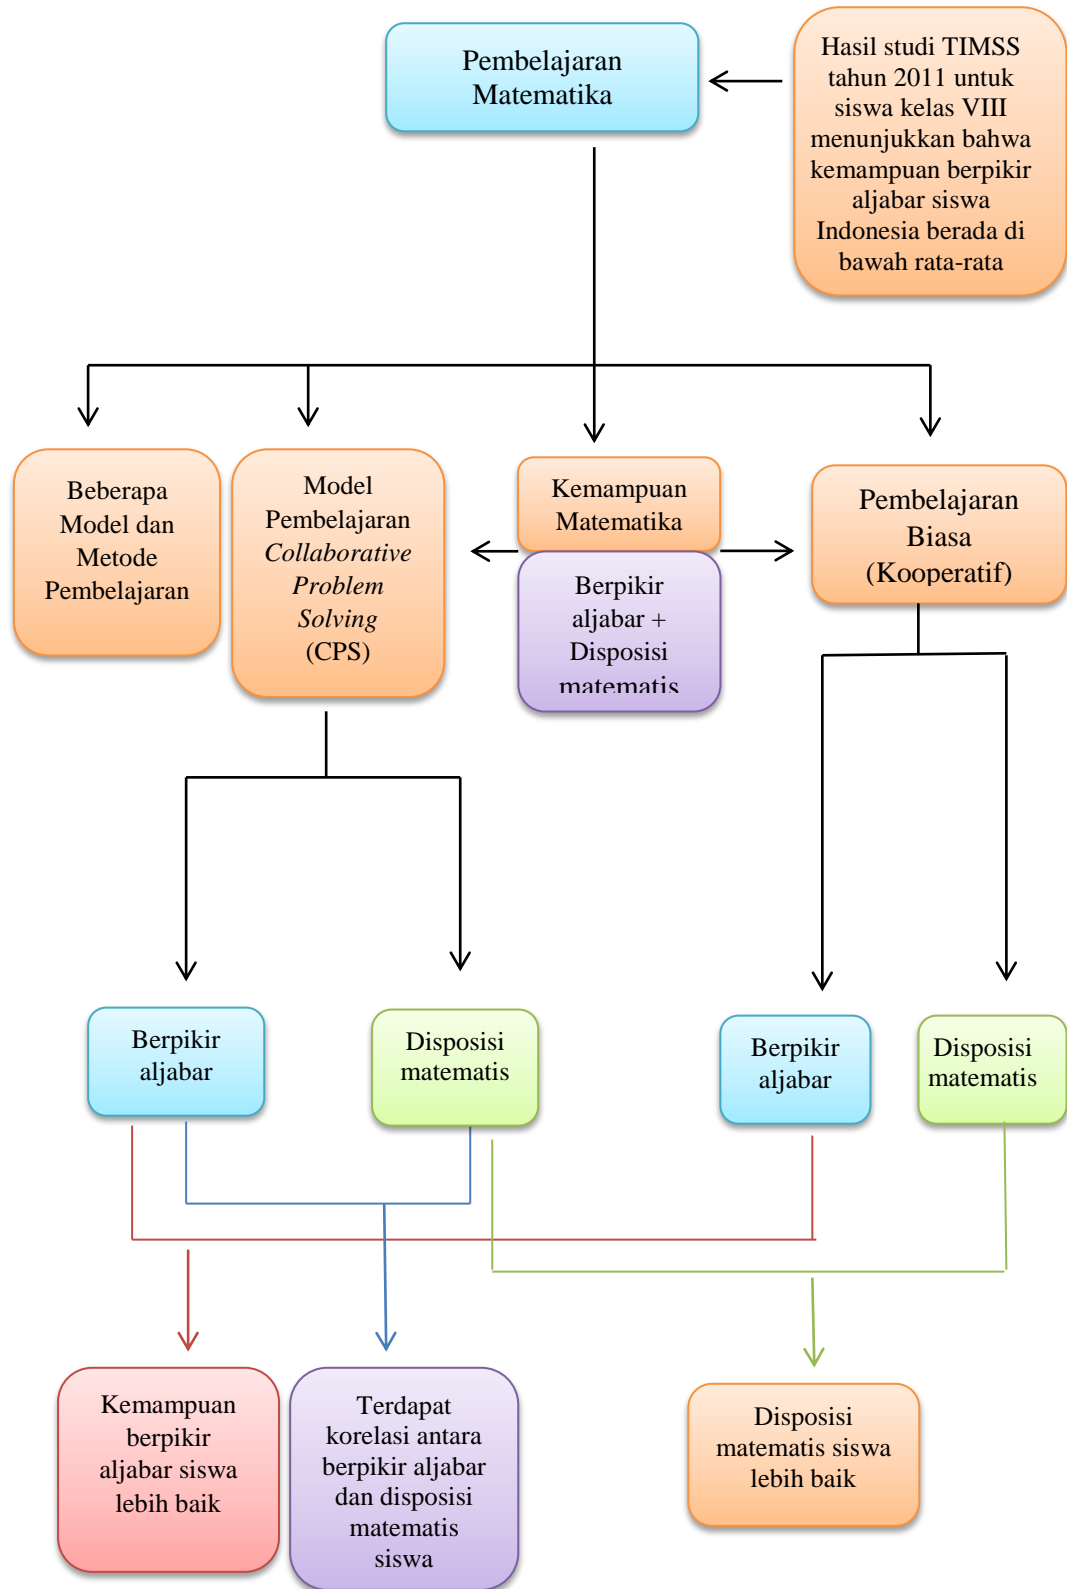 Pembelajaran
Matematika
Hasil studi TIMSS
tahun 2011 untuk
siswa kelas VIII
menunjukkan bahwa
kemampuan berpikir
aljabar siswa
Indonesia berada di
bawah rata-rata
Beberapa
Model dan
Metode
Pembelajaran
Model
Pembelajaran
Collaborative
Problem
Solving
(CPS)
Kemampuan
Matematika
Berpikir
aljabar +
Disposisi
matematis
Pembelajaran
Biasa
(Kooperatif)
Berpikir
aljabar
Disposisi
matematis
Berpikir
aljabar
Disposisi
matematis
Kemampuan
berpikir
aljabar siswa
lebih baik
Terdapat
korelasi antara
berpikir aljabar
dan disposisi
matematis
siswa
Disposisi
matematis siswa
lebih baik